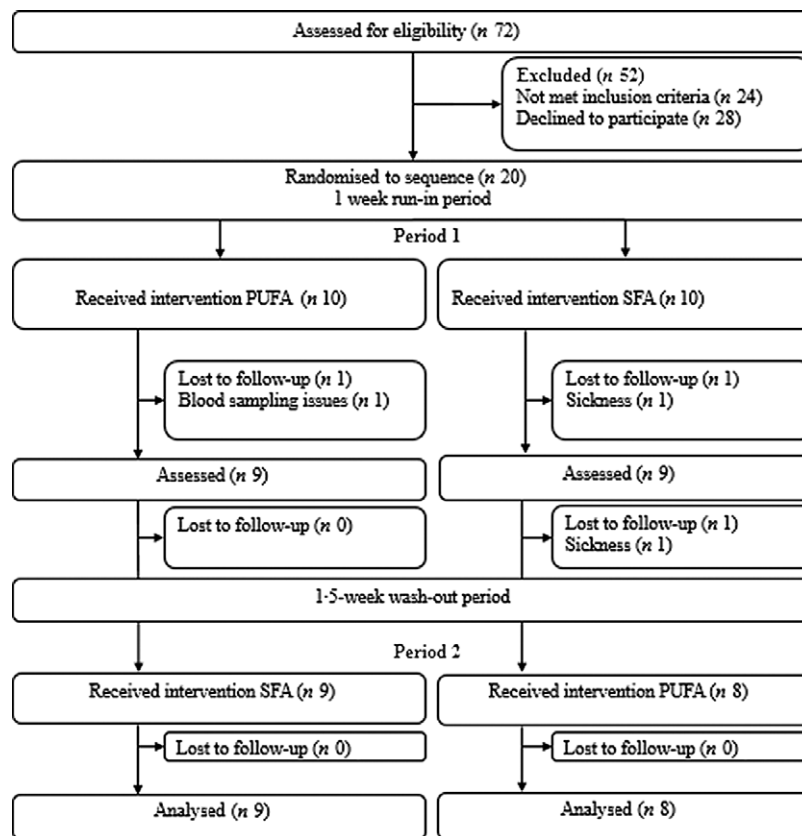 Assessed for eligibility (n 72)
Excluded (n 52)
Not met inclusion criteria (n 24)
Declined to participate (n 28)
Randomised to sequence (n 20)
1 week run-in period
Period 1
Received intervention PUFA (n 10)
Received intervention SFA (n 10)
Lost to follow-up (n 1)
Blood sampling issues (n 1)
Lost to follow-up (n 1)
Sickness (n 1)
Assessed (n 9)
Assessed (n 9)
Lost to follow-up (n 0)
Lost to follow-up (n 1)
Sickness (n 1)
1·5-week wash-out period
Period 2
Received intervention SFA (n 9)
Received intervention PUFA (n 8)
Lost to follow-up (n 0)
Lost to follow-up (n 0)
Analysed (n 9)
Analysed (n 8)